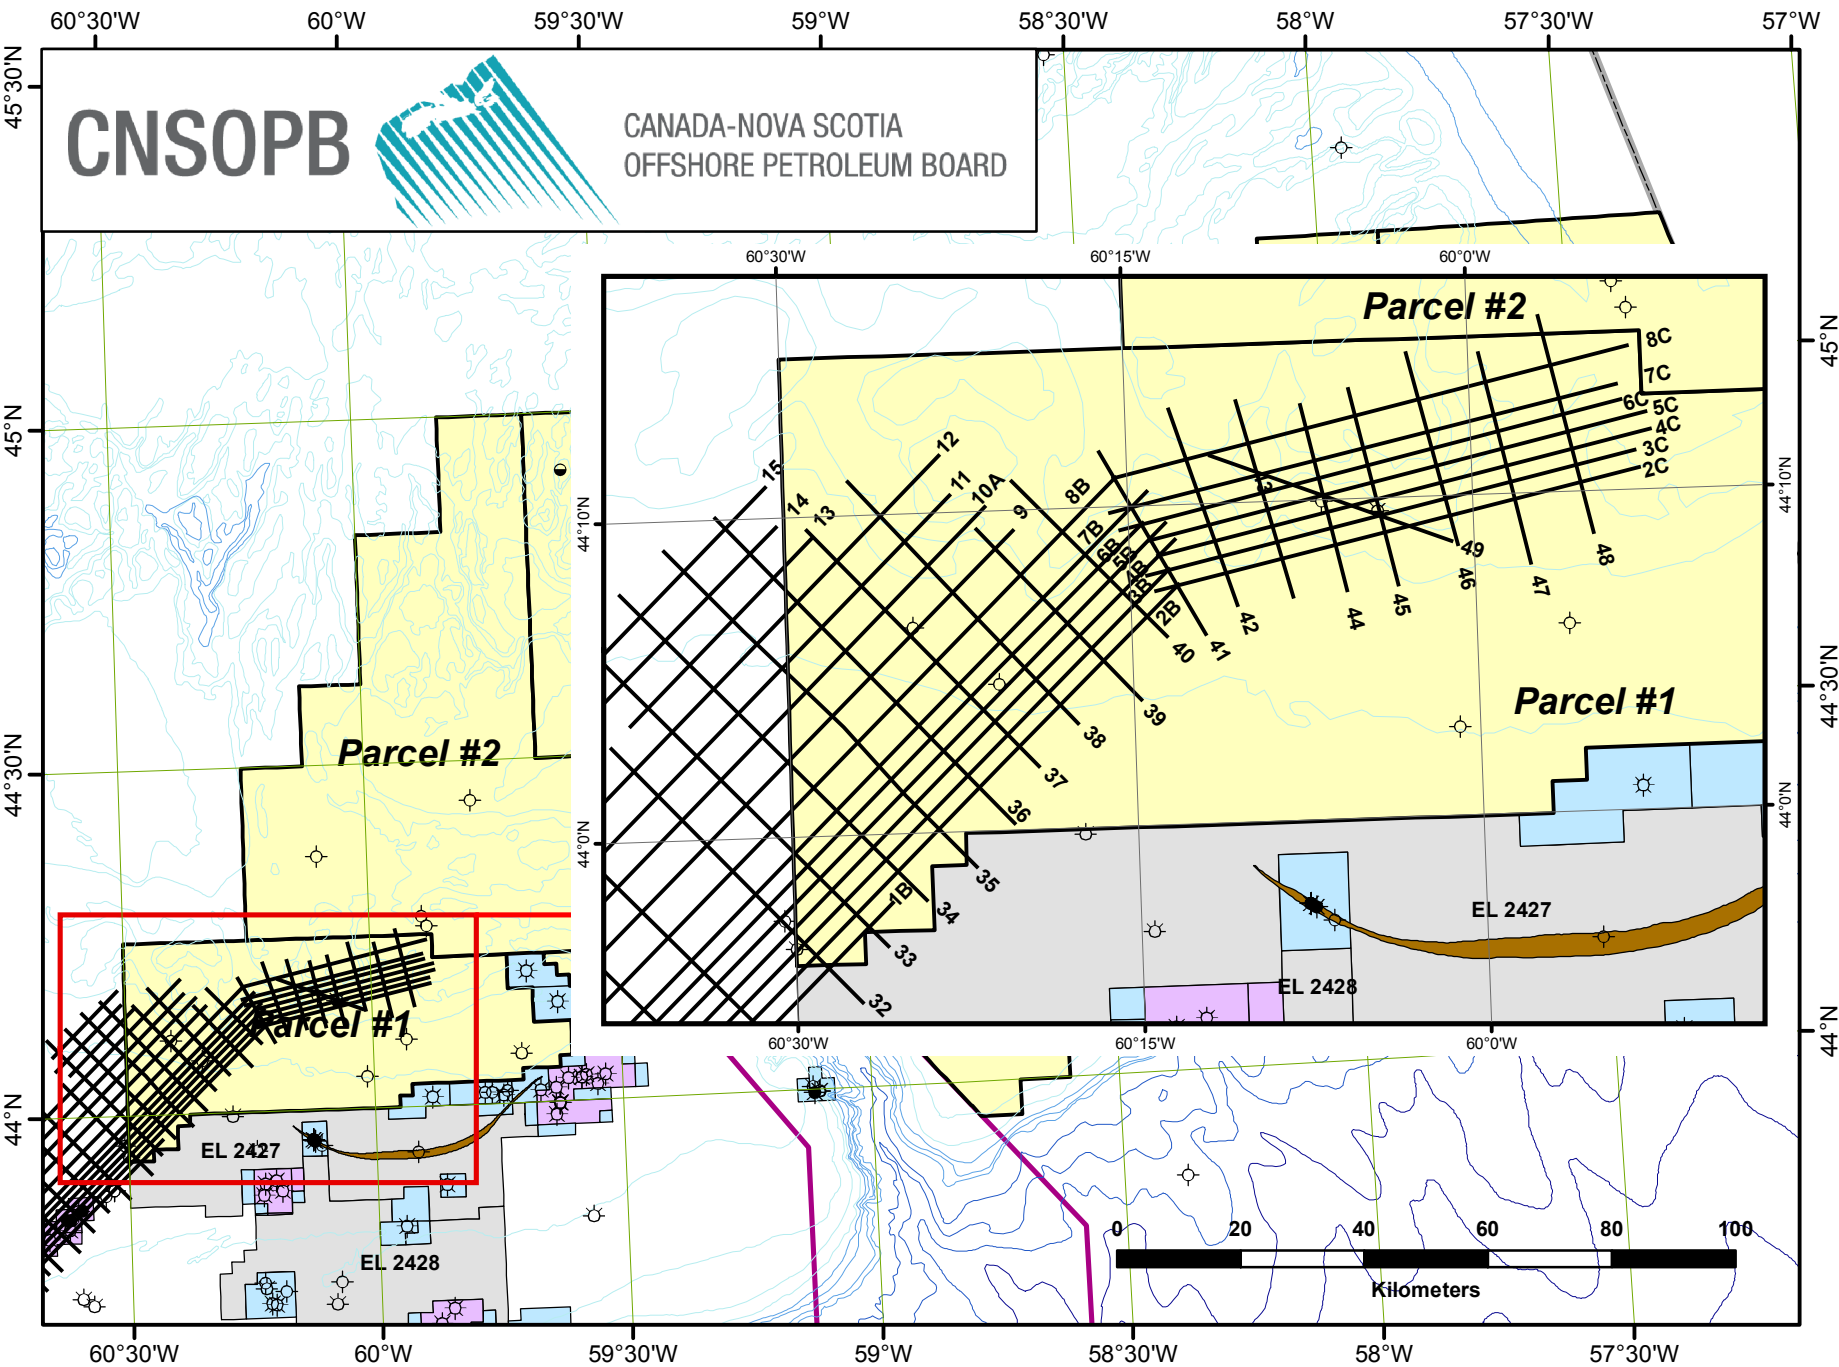 60°30'W
60°W
59°30'W
59°W
58°30'W
58°W
57°30'W
57°W
45°30'N
CNSOPB
CANADA-NOVA SCOTIA
OFFSHORE PETROLEUM BOARD
60°30'W
60°15'W
60°0'W
Parcel #2
8C
7C
6C
5C
4C
3C
2C
45°N
45°N
15
12
14
13
11
10A
9
8B
7B
6B
5B
4B
3B
2B
13
44°10'N
44°10'N
49
48
47
46
45
44
42
41
40
39
38
37
36
35
34
33
32
1B
Parcel #1
44°30'N
44°30'N
Parcel #2
44°0'N
44°0'N
EL 2427
EL 2428
Parcel #1
44°N
44°N
60°30'W
60°15'W
60°0'W
EL 2427
EL 2428
0
20
40
60
80
100
Kilometers
60°30'W
60°W
59°30'W
59°W
58°30'W
58°W
57°30'W